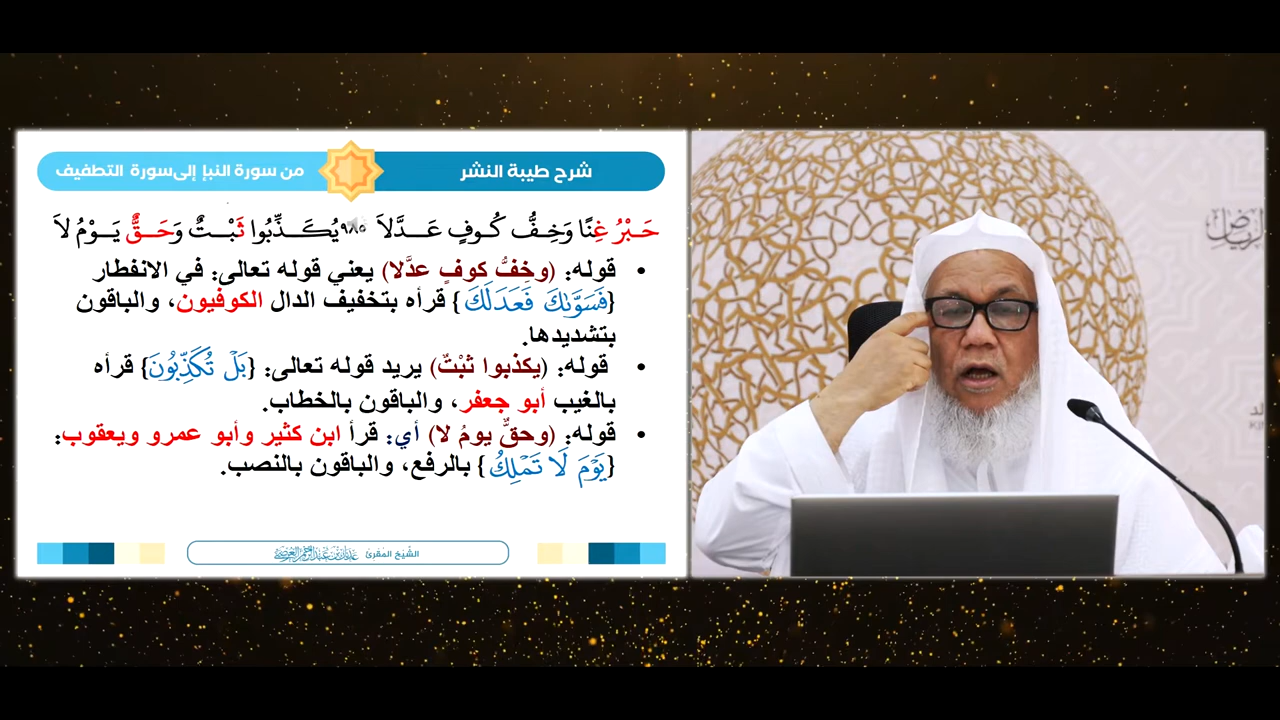 شرح طيبة النشر
من سورة النبإ إلى سورة التطفيف
حَبْرُ غِنًا وَخِفُّ كُوفٍ عَدَّلاَ ٩٨٥ يُكَذِّبُوا ثَبْتٌ وَحَقٌّ يَوْمُ لاَ
• قوله: (وخِفُّ كوفٍ عدَّلا) يعني قوله تعالى: في الانفطار
{فَسَوَّىٰكَ فَعَدَلَكَ} قرأه بتخفيف الدال الكوفيون، والباقون
بتشديدها.
• قوله: (يكذبوا ثبْتٌ) يريد قوله تعالى: {بَلْ تُكَذِّبُونَ} قرأه
بالغيب أبو جعفر، والباقون بالخطاب.
• قوله: (وحقٌّ يومُ لا) أي: قرأ ابن كثير وأبو عمرو ويعقوب:
{يَوْمَ لَا تَمْلِكُ} بالرفع، والباقون بالنصب.
الشيخ المقرئ
الرياض